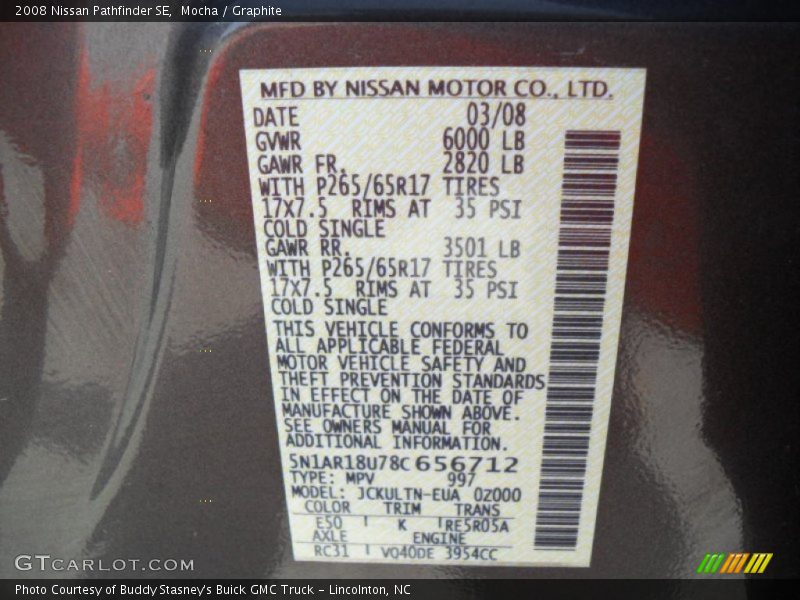 2008 Nissan Pathfinder SE,  Mocha / Graphite
MFD BY NISSAN MOTOR CO., LTD.
DATE 03/08
GVWR 6000 LB
GAWR FR. 2820 LB
WITH P265/65R17 TIRES
17X7.5 RIMS AT 35 PSI
COLD SINGLE
GAWR RR. 3501 LB
WITH P265/65R17 TIRES
17X7.5 RIMS AT 35 PSI
COLD SINGLE
THIS VEHICLE CONFORMS TO
ALL APPLICABLE FEDERAL
MOTOR VEHICLE SAFETY AND
THEFT PREVENTION STANDARDS
IN EFFECT ON THE DATE OF
MANUFACTURE SHOWN ABOVE.
SEE OWNERS MANUAL FOR
ADDITIONAL INFORMATION.
5N1AR18U78C656712
TYPE: MPV 997
MODEL: JCKULTN-EUA 0Z000
COLOR TRIM TRANS
E50 K RE5R05A
AXLE ENGINE
RC31 VQ40DE 3954CC
GTCARLOT.COM
Photo Courtesy of Buddy Stasney's Buick GMC Truck - Lincolnton, NC